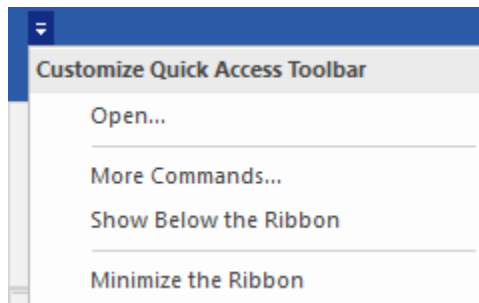 Customize Quick Access Toolbar
Open...
More Commands...
Show Below the Ribbon
Minimize the Ribbon